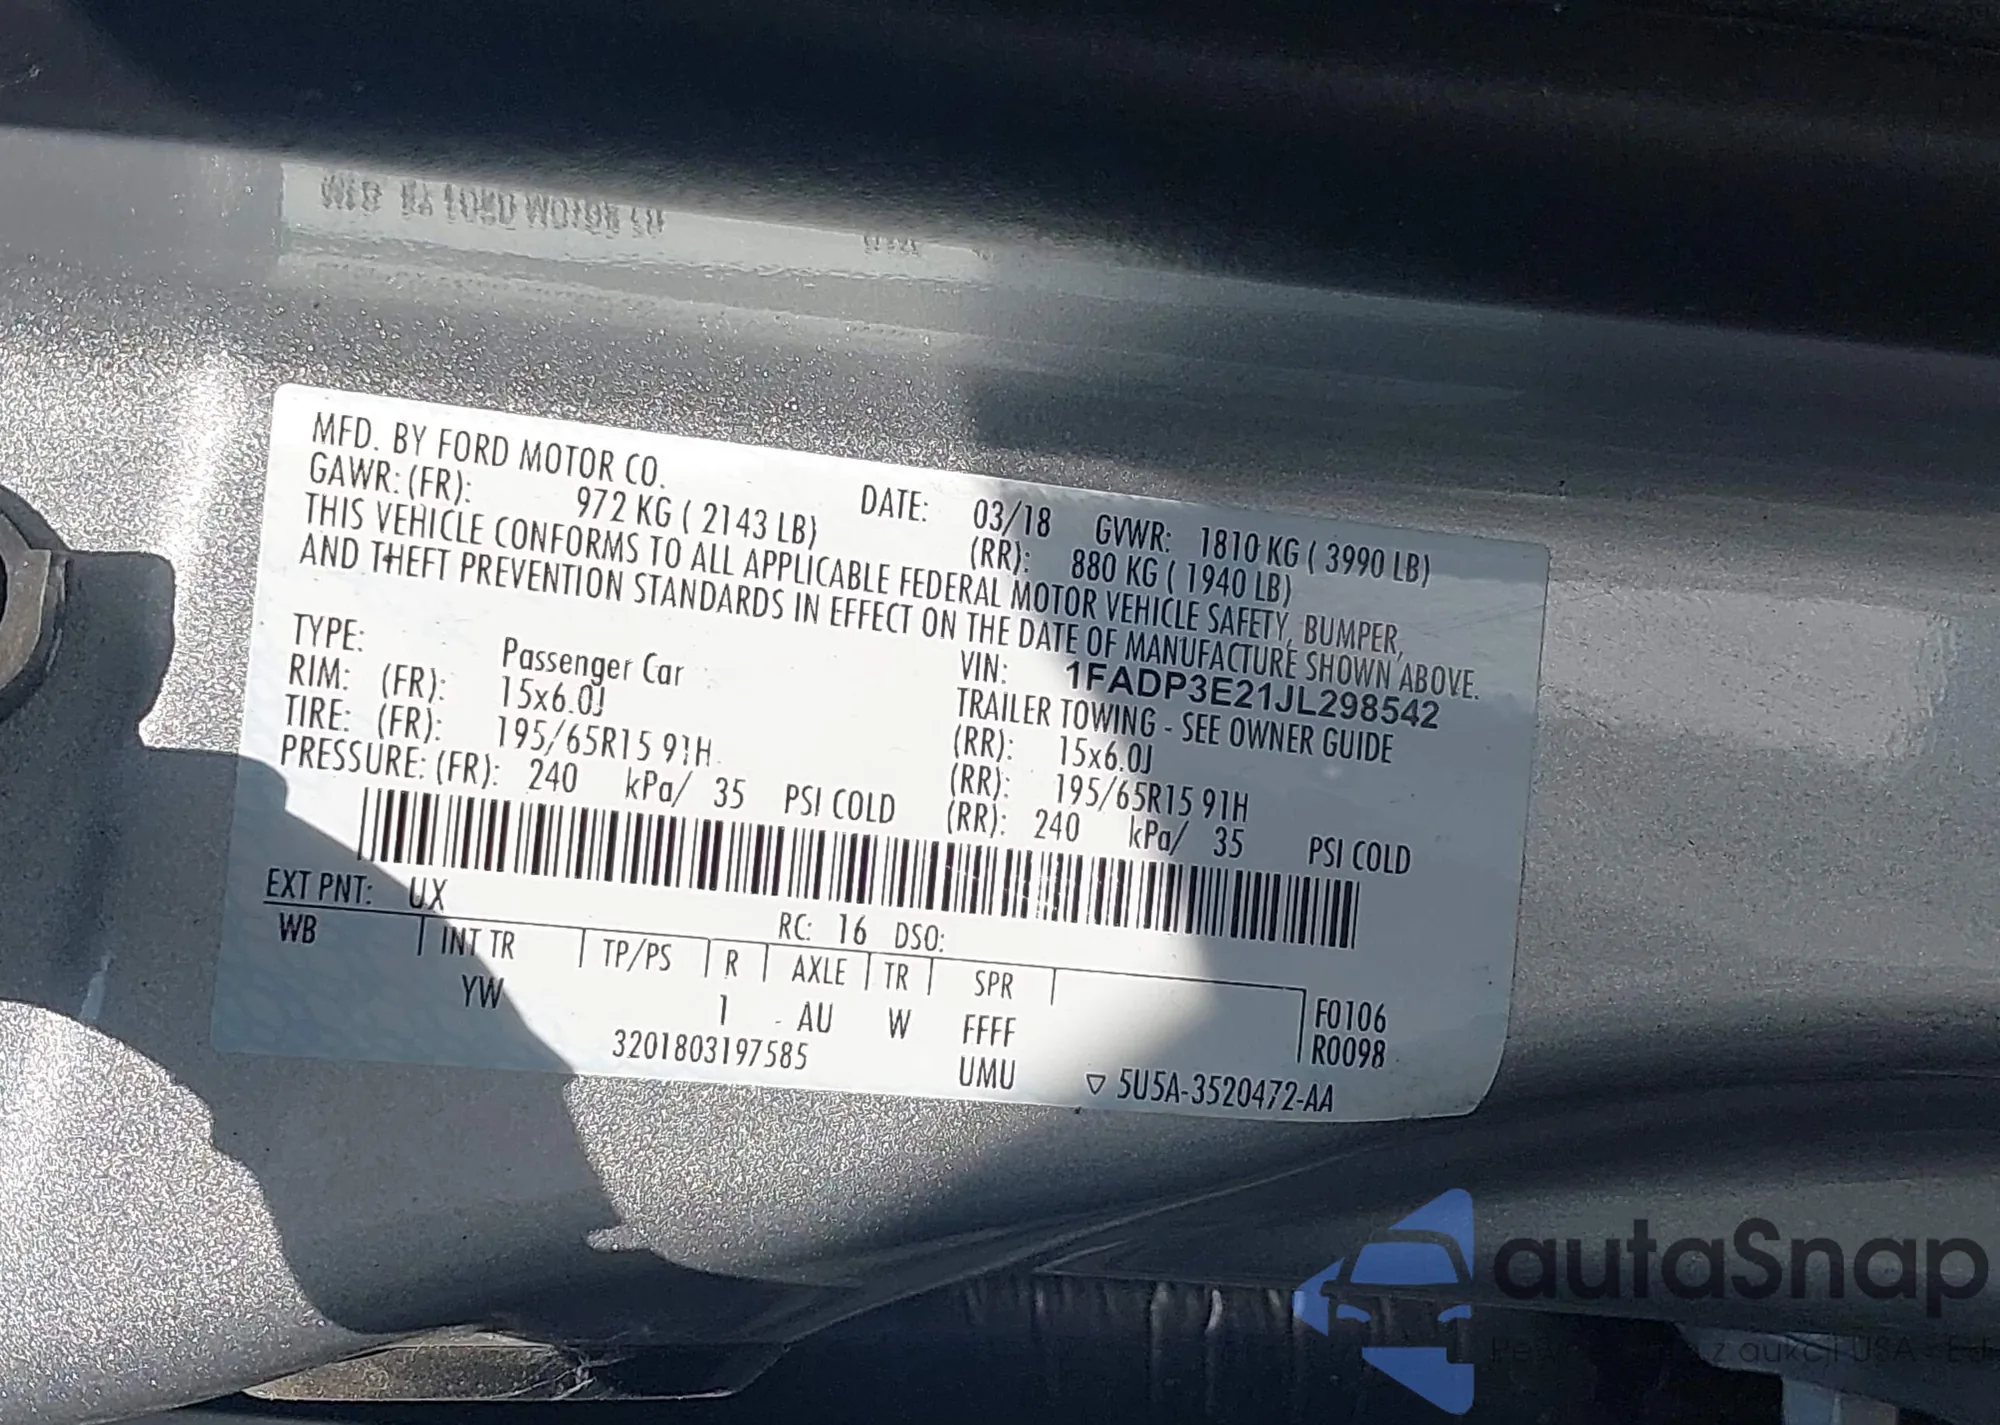 MFD. BY FORD MOTOR CO.
DATE: 03/18 GVWR: 1810 KG ( 3990 LB)
GAWR: (FR): 972 KG ( 2143 LB) (RR): 880 KG ( 1940 LB)
THIS VEHICLE CONFORMS TO ALL APPLICABLE FEDERAL MOTOR VEHICLE SAFETY, BUMPER,
AND THEFT PREVENTION STANDARDS IN EFFECT ON THE DATE OF MANUFACTURE SHOWN ABOVE.
VIN: 1FADP3E21JL298542
TYPE: Passenger Car TRAILER TOWING - SEE OWNER GUIDE
RIM: (FR): 15x6.0J (RR): 15x6.0J
TIRE: (FR): 195/65R15 91H (RR): 195/65R15 91H
PRESSURE: (FR): 240 kPa/ 35 PSI COLD (RR): 240 kPa/ 35 PSI COLD
EXT PNT: UX RC: 16 DSO:
WB INT TR TP/PS R AXLE TR SPR
YW 1 AU W FFFF
F0106
R0098
3201803197585 UMU ▽ 5U5A-3520472-AA
autaSnap
z aukcji USA